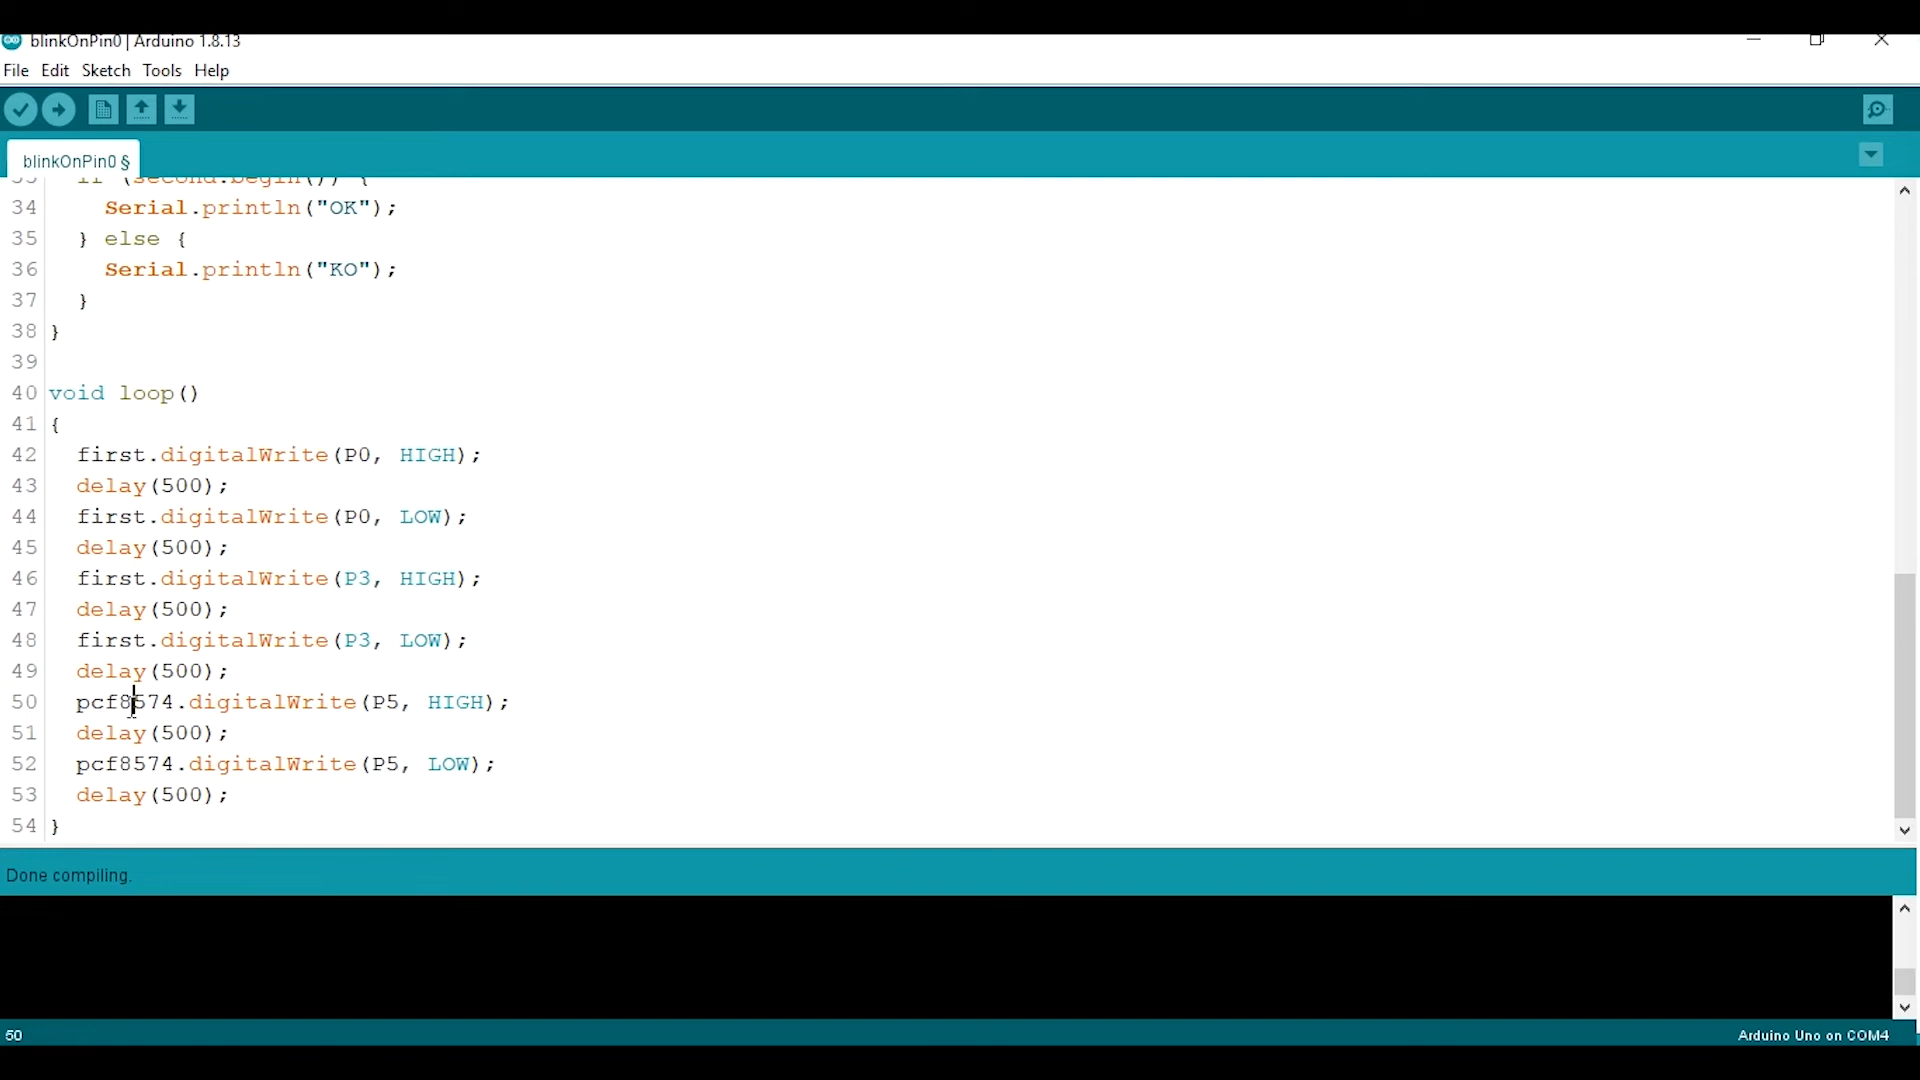 blinkOnPin0 | Arduino 1.8.13
File Edit Sketch Tools Help
blinkOnPin0 §
33 if (second.begin()) {
34 Serial.println("OK");
35 } else {
36 Serial.println("KO");
37 }
38 }
39
40 void loop()
41 {
42 first.digitalWrite(P0, HIGH);
43 delay(500);
44 first.digitalWrite(P0, LOW);
45 delay(500);
46 first.digitalWrite(P3, HIGH);
47 delay(500);
48 first.digitalWrite(P3, LOW);
49 delay(500);
50 pcf8574.digitalWrite(P5, HIGH);
51 delay(500);
52 pcf8574.digitalWrite(P5, LOW);
53 delay(500);
54 }
Done compiling.
50 Arduino Uno on COM4